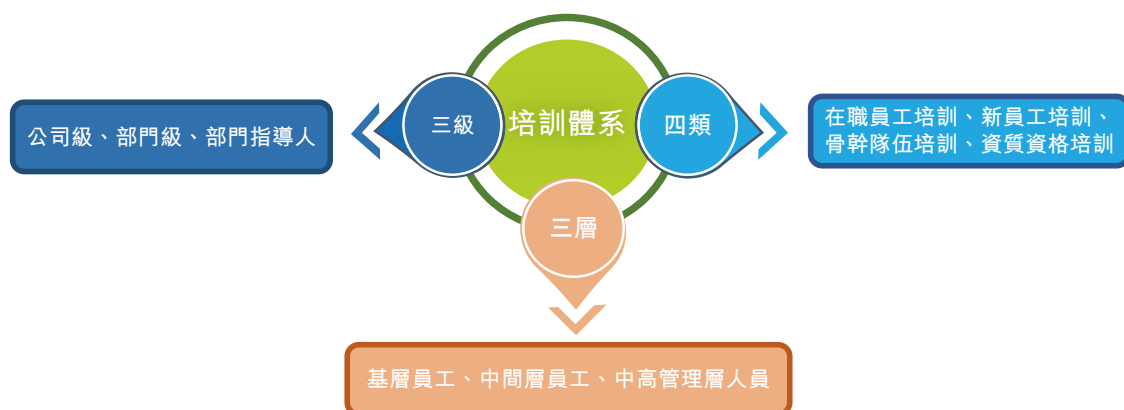 培訓體系
三級
四類
三層
公司級、部門級、部門指導人
在職員工培訓、新員工培訓、
骨幹隊伍培訓、資質資格培訓
基層員工、中間層員工、中高管理層人員